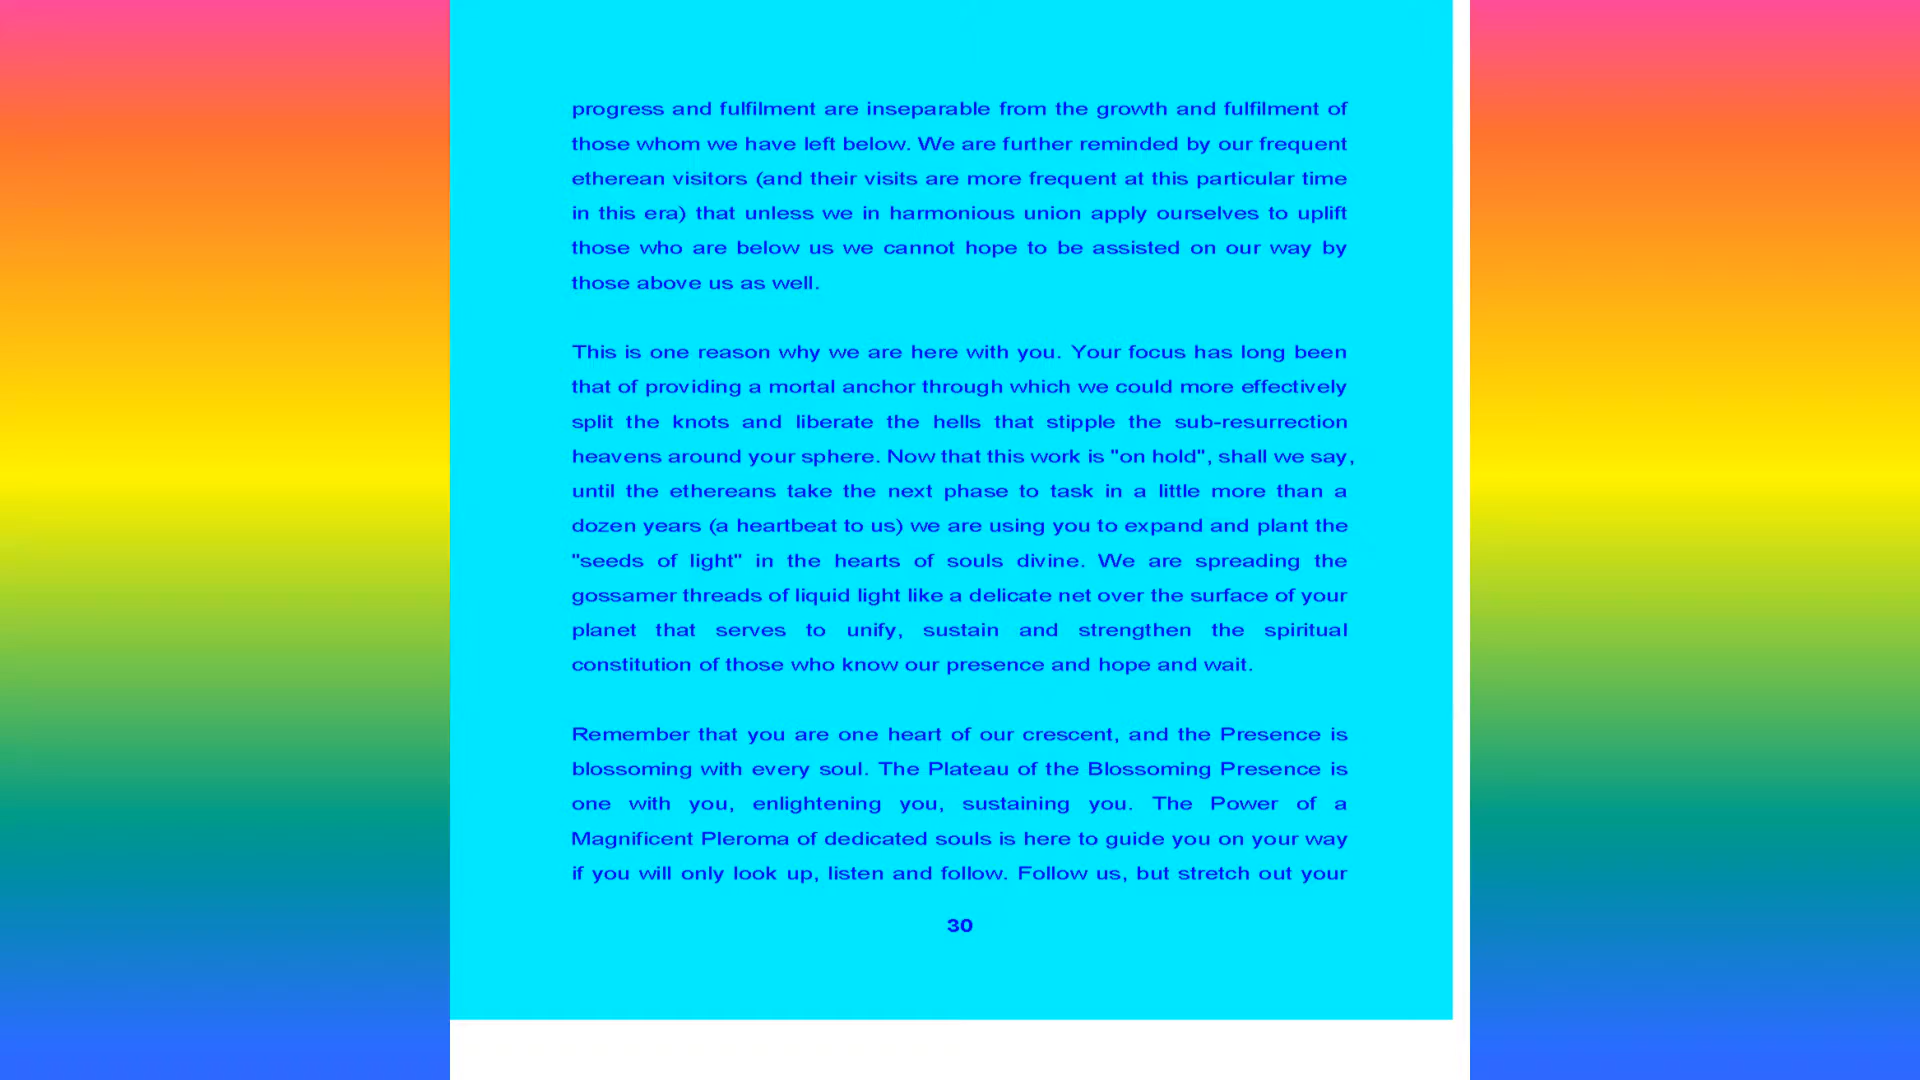 progress and fulfilment are inseparable from the growth and fulfilment of
those whom we have left below. We are further reminded by our frequent
etherean visitors (and their visits are more frequent at this particular time
in this era) that unless we in harmonious union apply ourselves to uplift
those who are below us we cannot hope to be assisted on our way by
those above us as well.
This is one reason why we are here with you. Your focus has long been
that of providing a mortal anchor through which we could more effectively
split the knots and liberate the hells that stipple the sub-resurrection
heavens around your sphere. Now that this work is "on hold", shall we say,
until the ethereans take the next phase to task in a little more than a
dozen years (a heartbeat to us) we are using you to expand and plant the
"seeds of light" in the hearts of souls divine. We are spreading the
gossamer threads of liquid light like a delicate net over the surface of your
planet that serves to unify, sustain and strengthen the spiritual
constitution of those who know our presence and hope and wait.
Remember that you are one heart of our crescent, and the Presence is
blossoming with every soul. The Plateau of the Blossoming Presence is
one with you, enlightening you, sustaining you. The Power of a
Magnificent Pleroma of dedicated souls is here to guide you on your way
if you will only look up, listen and follow. Follow us, but stretch out your
30